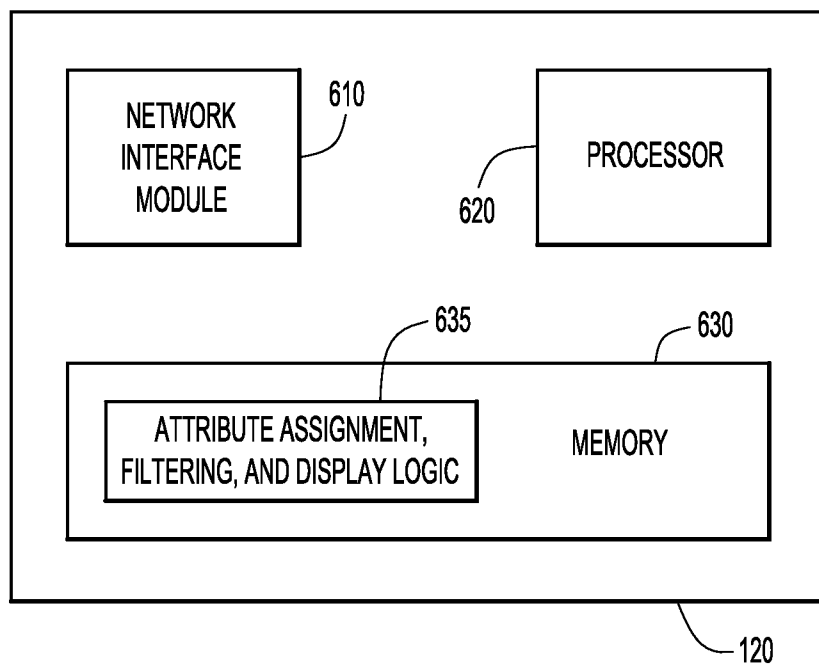 NETWORK
INTERFACE
MODULE
610
PROCESSOR
620
635
630
ATTRIBUTE ASSIGNMENT,
FILTERING, AND DISPLAY LOGIC
MEMORY
120